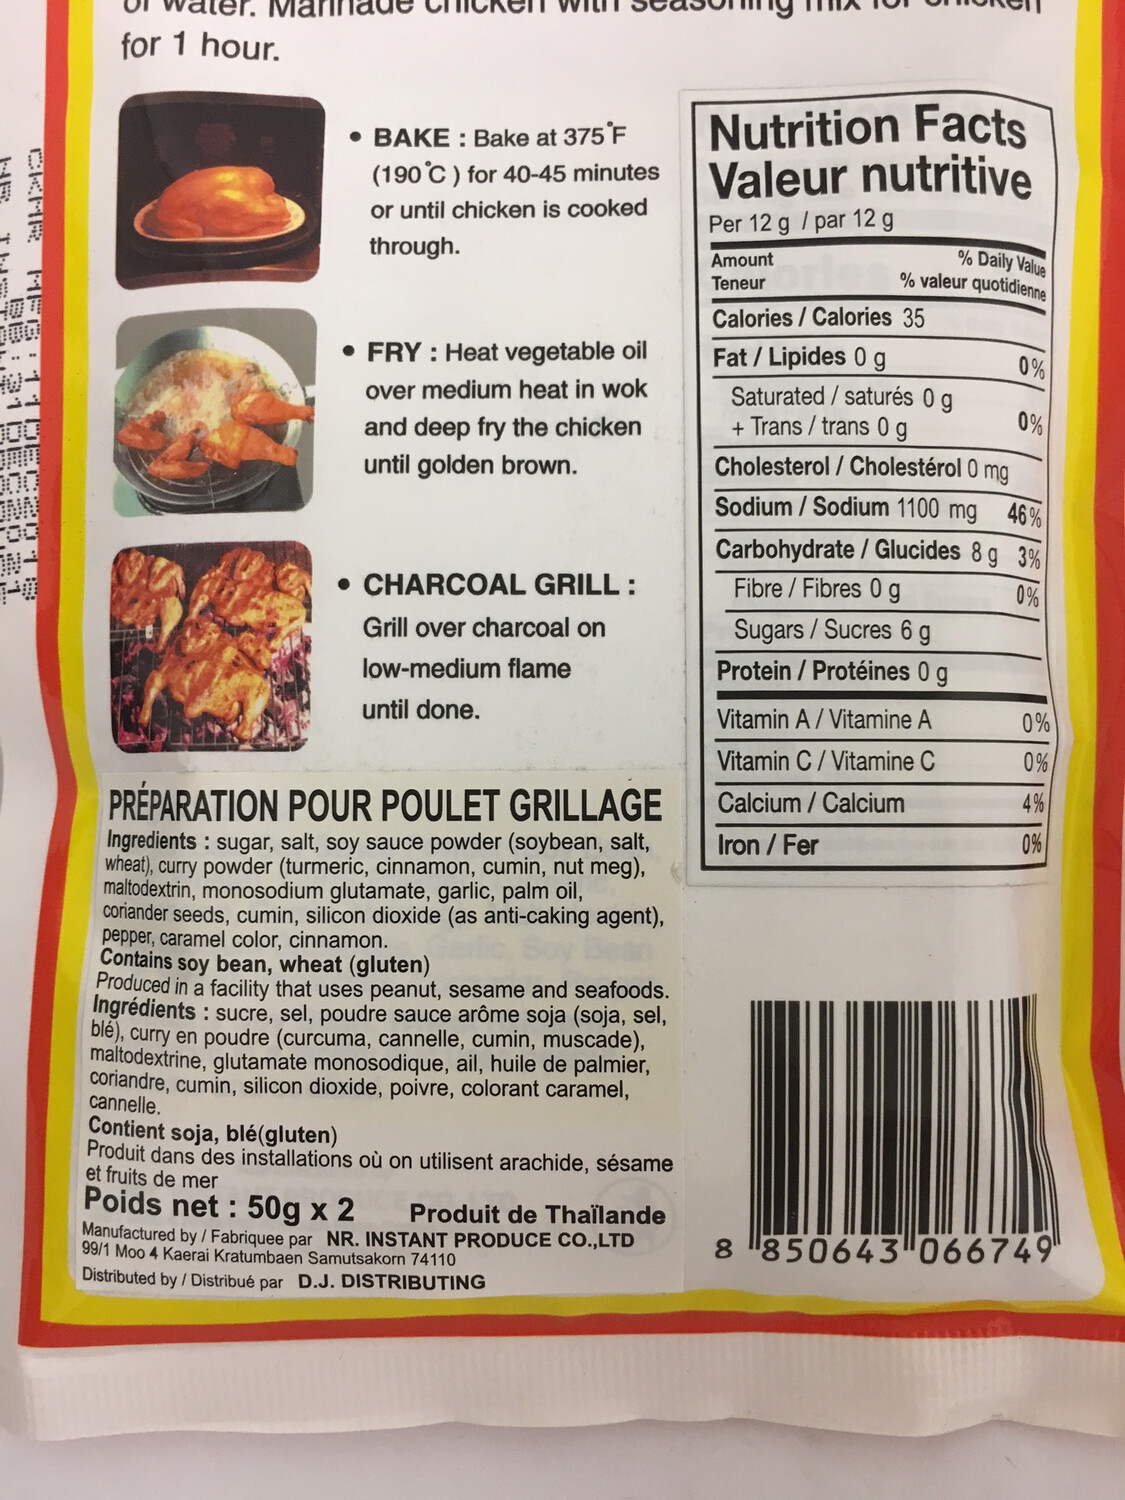 for 1 hour.
• BAKE : Bake at 375°F
(190°C ) for 40-45 minutes
or until chicken is cooked
through.
• FRY : Heat vegetable oil
over medium heat in wok
and deep fry the chicken
until golden brown.
• CHARCOAL GRILL :
Grill over charcoal on
low-medium flame
until done.
Nutrition Facts
Valeur nutritive
Per 12 g / par 12 g
Amount % Daily Value
Teneur % valeur quotidienne
Calories / Calories 35
Fat / Lipides 0 g 0%
Saturated / saturés 0 g
+ Trans / trans 0 g 0%
Cholesterol / Cholestérol 0 mg
Sodium / Sodium 1100 mg 46%
Carbohydrate / Glucides 8 g 3%
Fibre / Fibres 0 g 0%
Sugars / Sucres 6 g
Protein / Protéines 0 g
Vitamin A / Vitamine A 0%
Vitamin C / Vitamine C 0%
Calcium / Calcium 4%
Iron / Fer 0%
PRÉPARATION POUR POULET GRILLAGE
Ingredients : sugar, salt, soy sauce powder (soybean, salt,
wheat), curry powder (turmeric, cinnamon, cumin, nut meg),
maltodextrin, monosodium glutamate, garlic, palm oil,
coriander seeds, cumin, silicon dioxide (as anti-caking agent),
pepper, caramel color, cinnamon.
Contains soy bean, wheat (gluten)
Produced in a facility that uses peanut, sesame and seafoods.
Ingrédients : sucre, sel, poudre sauce arôme soja (soja, sel,
blé), curry en poudre (curcuma, cannelle, cumin, muscade),
maltodextrine, glutamate monosodique, ail, huile de palmier,
coriandre, cumin, silicon dioxide, poivre, colorant caramel,
cannelle.
Contient soja, blé(gluten)
Produit dans des installations où on utilisent arachide, sésame
et fruits de mer
Poids net : 50g x 2 Produit de Thaïlande
Manufactured by / Fabriquee par NR. INSTANT PRODUCE CO.,LTD
99/1 Moo 4 Kaerai Kratumbaen Samutsakorn 74110
Distributed by / Distribué par D.J. DISTRIBUTING
8 850643 066749